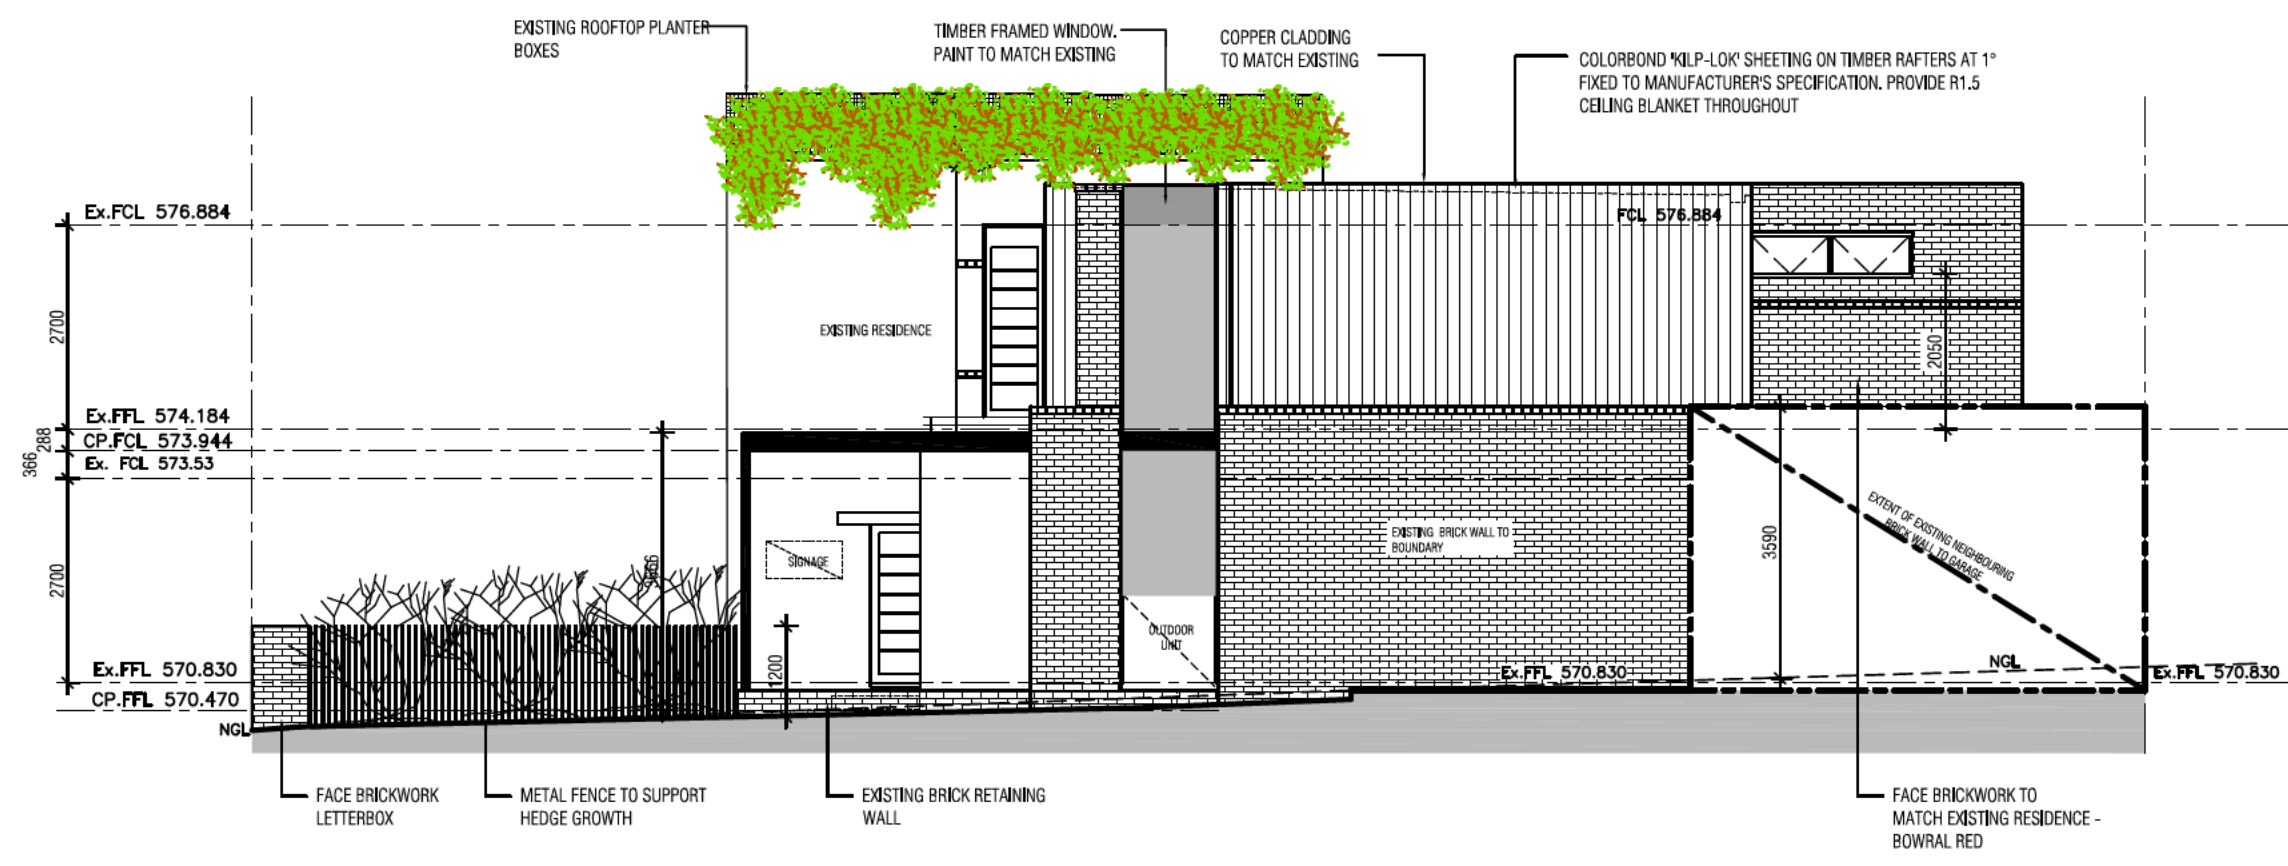 EXISTING ROOFTOP PLANTER
BOXES
TIMBER FRAMED WINDOW.
PAINT TO MATCH EXISTING
COPPER CLADDING
TO MATCH EXISTING
COLORBOND 'KILP-LOK' SHEETING ON TIMBER RAFTERS AT 1°
FIXED TO MANUFACTURER'S SPECIFICATION. PROVIDE R1.5
CEILING BLANKET THROUGHOUT
Ex.FCL 576.884
FCL 576.884
2700
EXISTING RESIDENCE
2050
Ex.FFL 574.184
288
CP.FCL 573.944
366
Ex. FCL 573.53
EXTENT OF EXISTING NEIGHBOURING
BRICK WALL TO GARAGE
EXISTING BRICK WALL TO
BOUNDARY
3590
SIGNAGE
2700
OUTDOOR
UNIT
1200
Ex.FFL 570.830
Ex.FFL 570.830
NGL
Ex.FFL 570.830
CP.FFL 570.470
NGL
FACE BRICKWORK
LETTERBOX
METAL FENCE TO SUPPORT
HEDGE GROWTH
EXISTING BRICK RETAINING
WALL
FACE BRICKWORK TO
MATCH EXISTING RESIDENCE -
BOWRAL RED